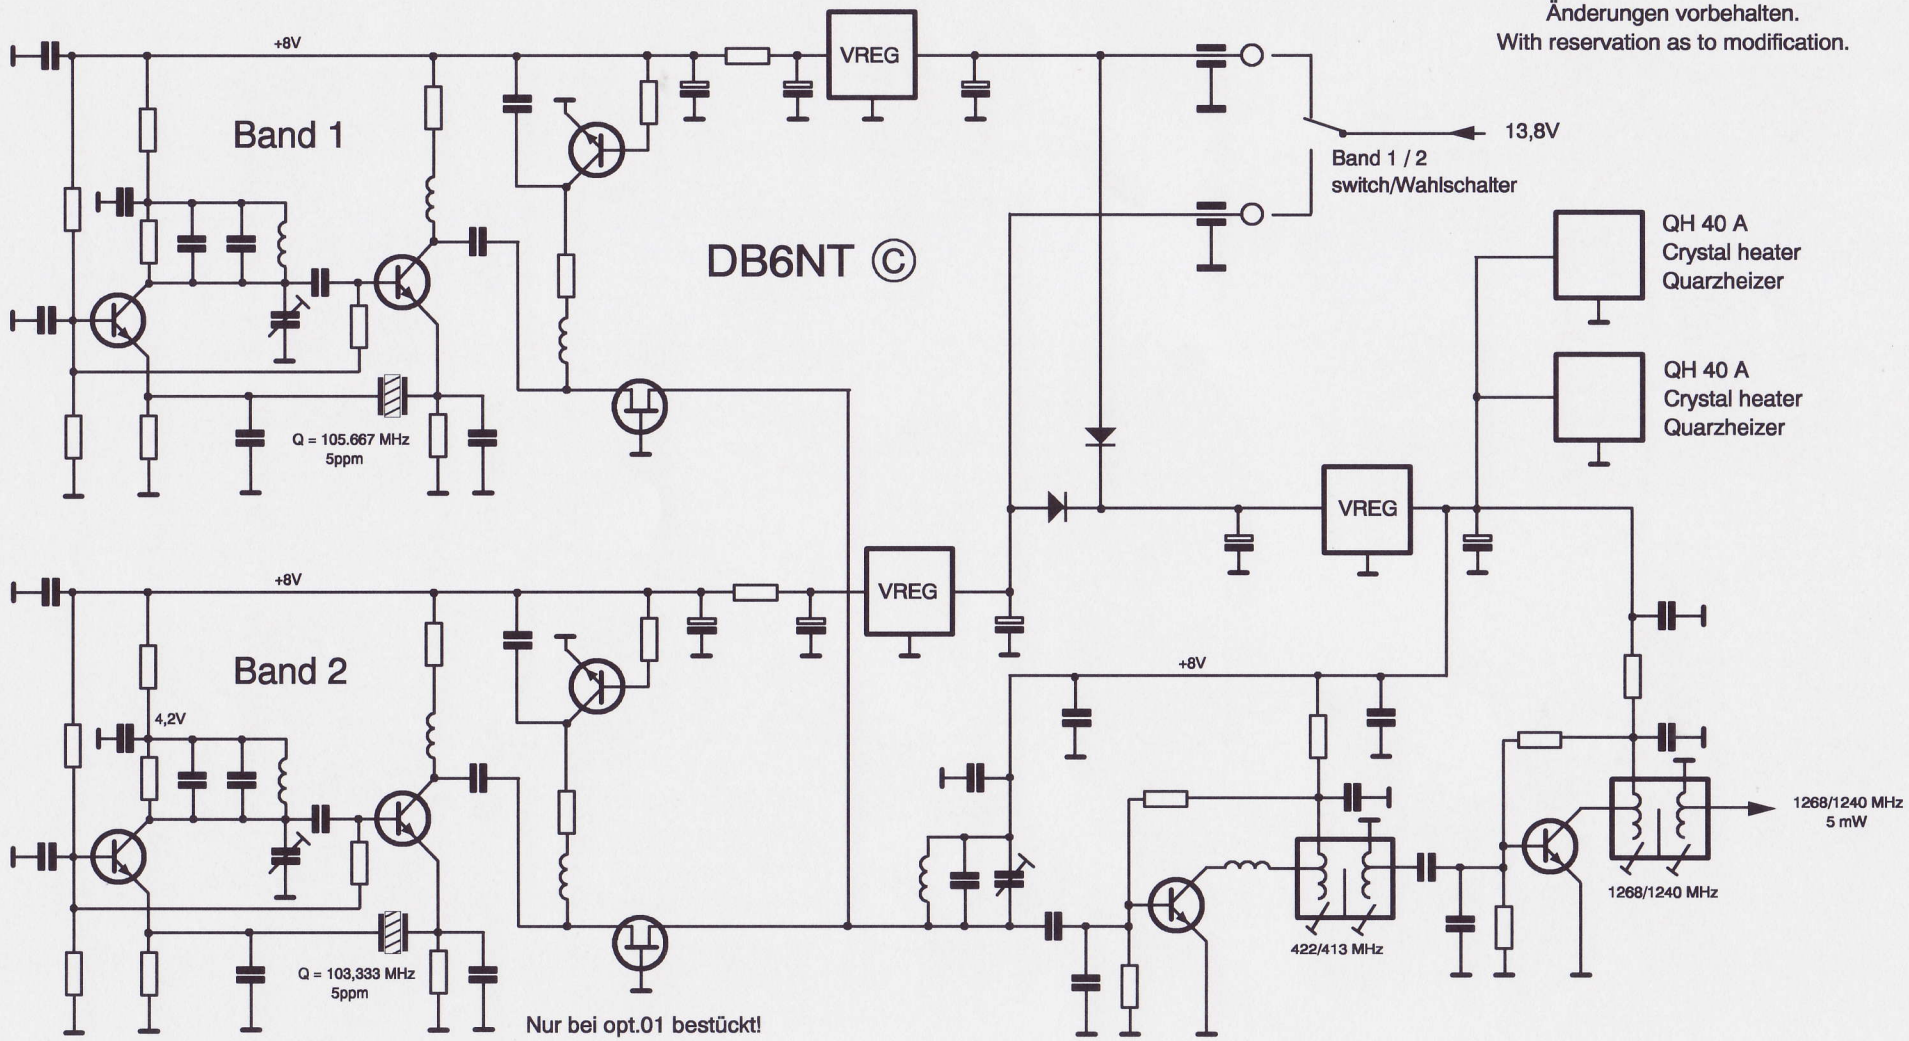 Änderungen vorbehalten.
With reservation as to modification.
+8V
VREG
Band 1
13,8V
Band 1 / 2
switch/Wahlschalter
DB6NT ©
QH 40 A
Crystal heater
Quarzheizer
QH 40 A
Crystal heater
Quarzheizer
Q = 105.667 MHz
5ppm
VREG
+8V
VREG
Band 2
+8V
4,2V
1268/1240 MHz
5 mW
1268/1240 MHz
422/413 MHz
Q = 103,333 MHz
5ppm
Nur bei opt.01 bestückt!